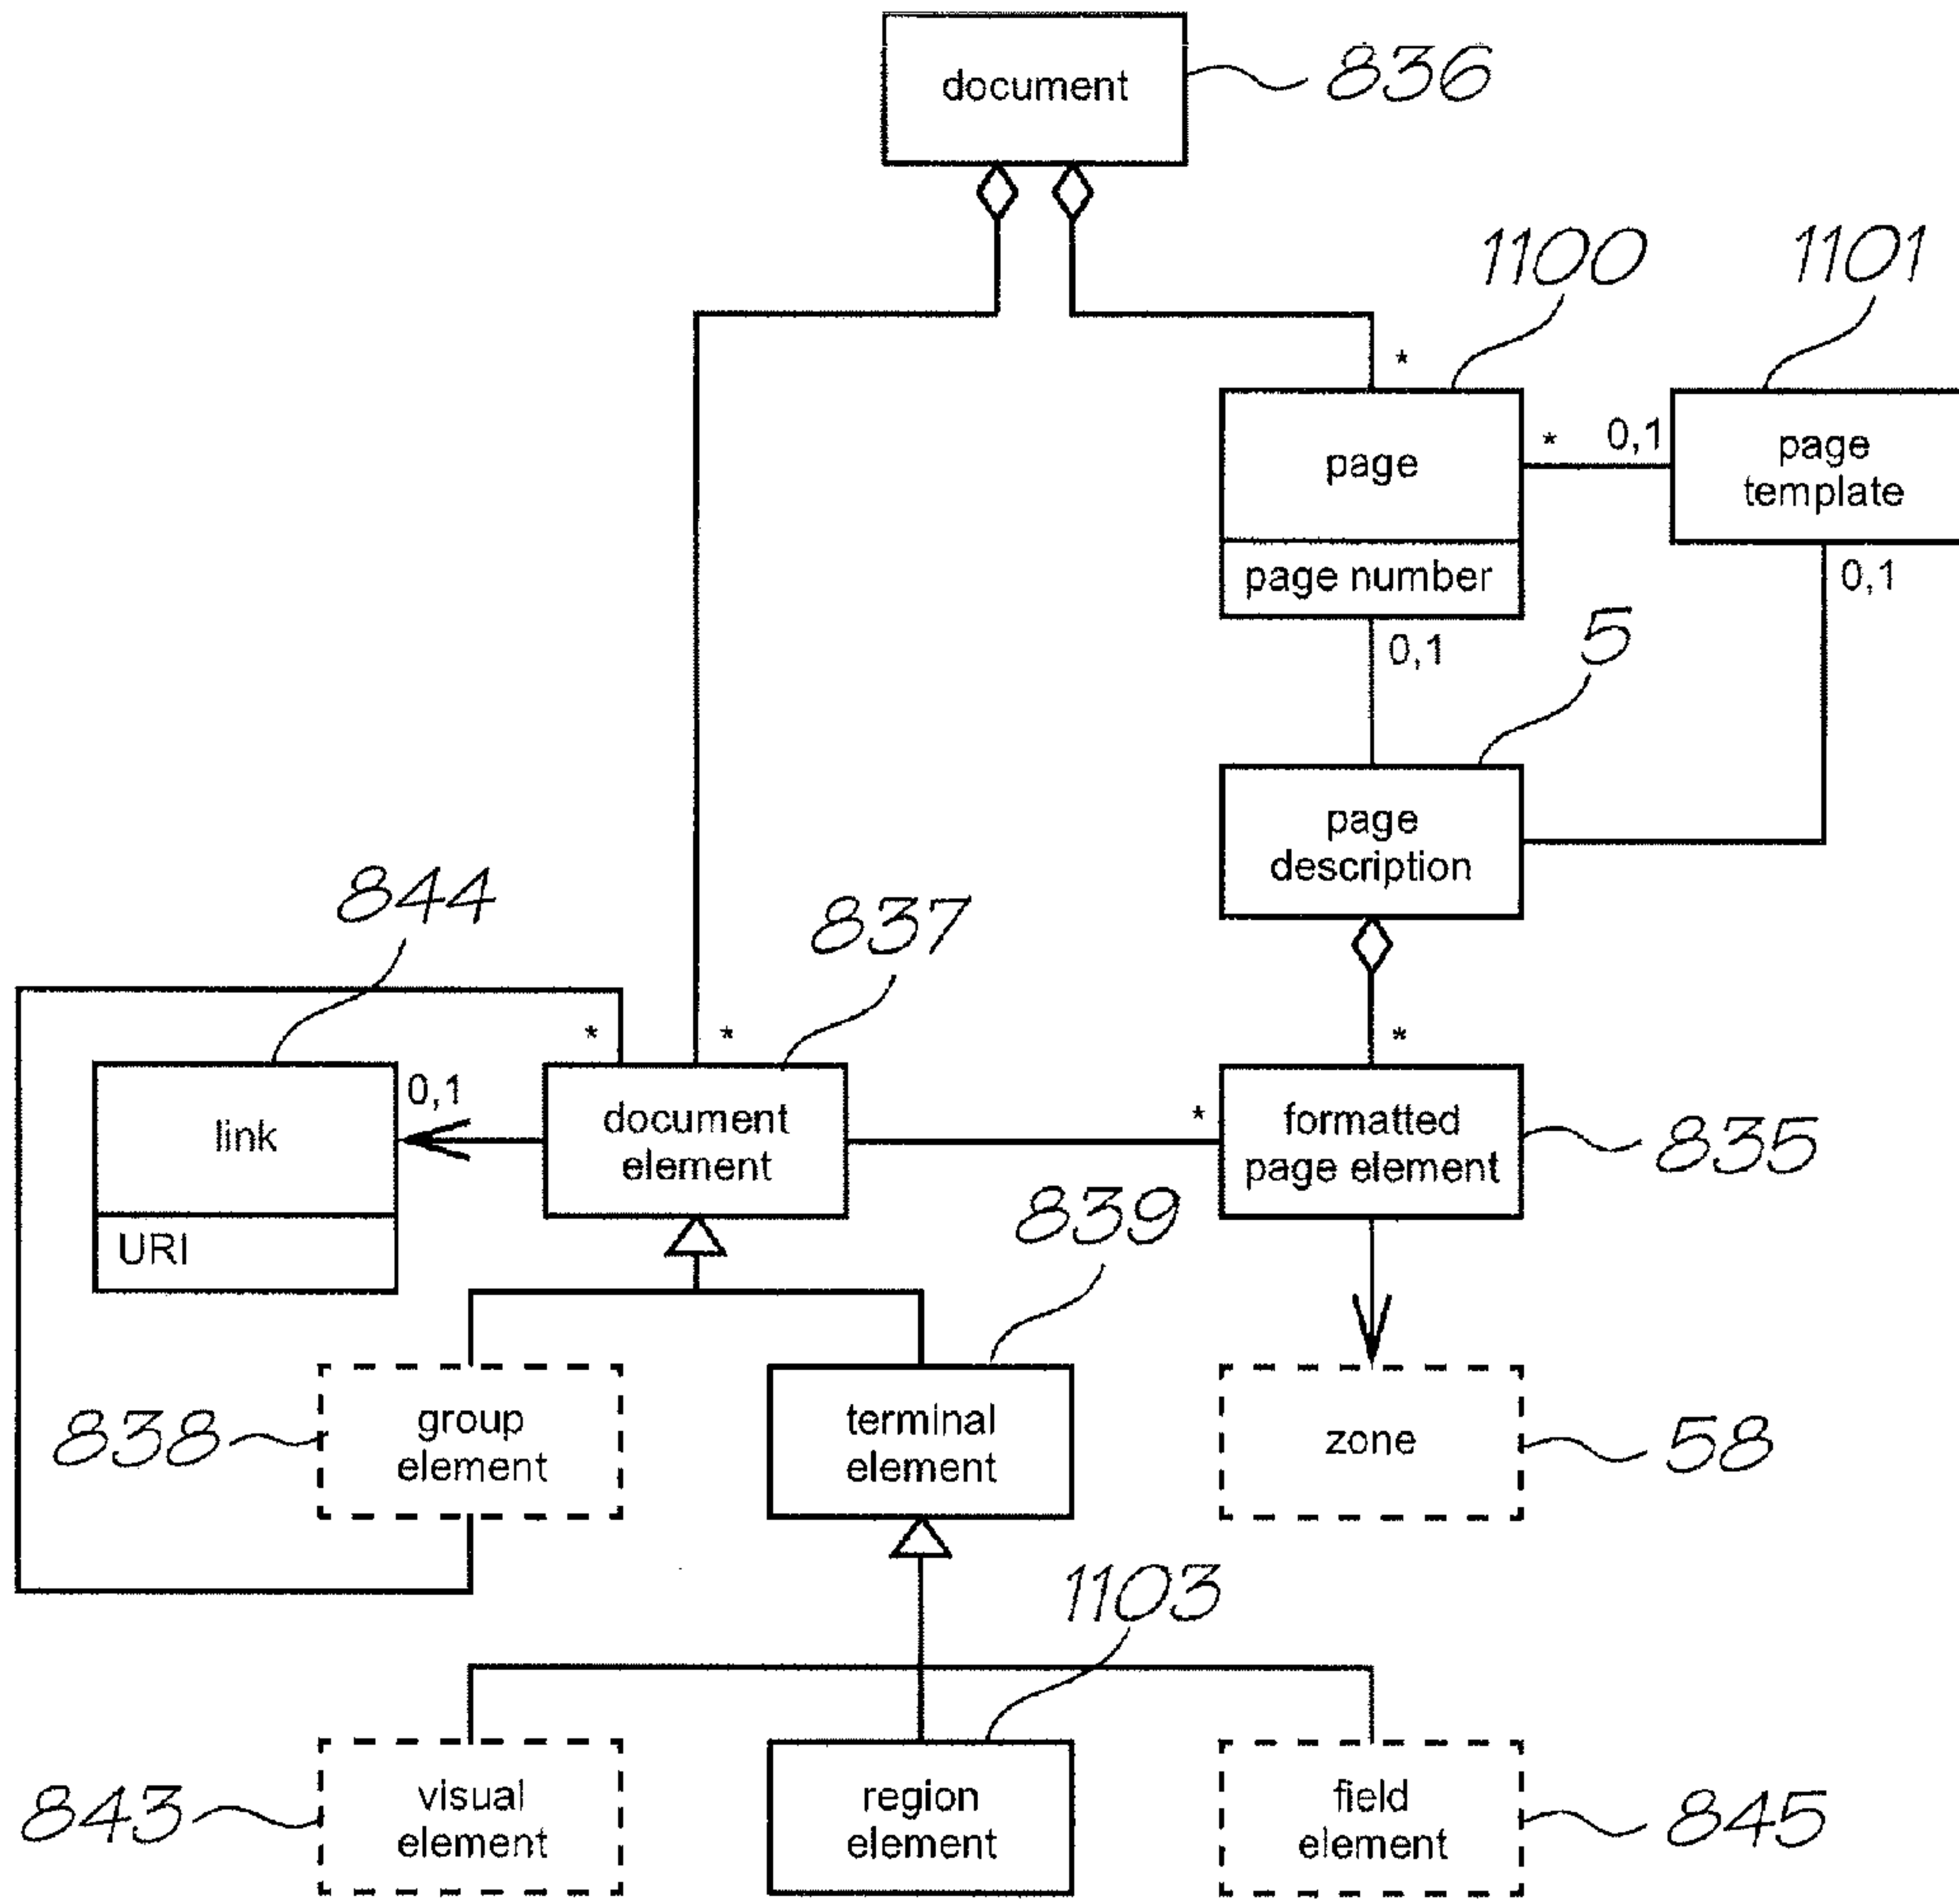 document
836
1100
1101
*
page
*
0,1
page
template
page number
0,1
0,1
5
page
description
844
837
*
*
*
link
0,1
document
element
*
formatted
page element
835
URI
839
838
group
element
terminal
element
zone
58
1103
843
visual
element
region
element
field
element
845